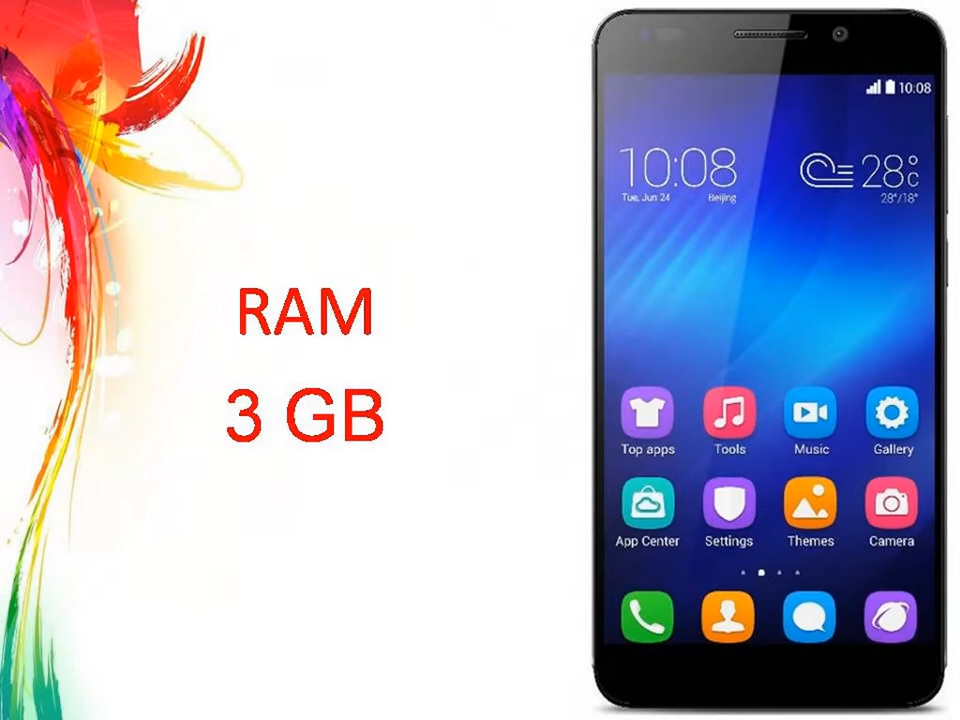 RAM
3 GB
10:08
10:08
28°C
Tue, Jun 24 Beijing
28°/18°
Top apps Tools Music Gallery
App Center Settings Themes Camera